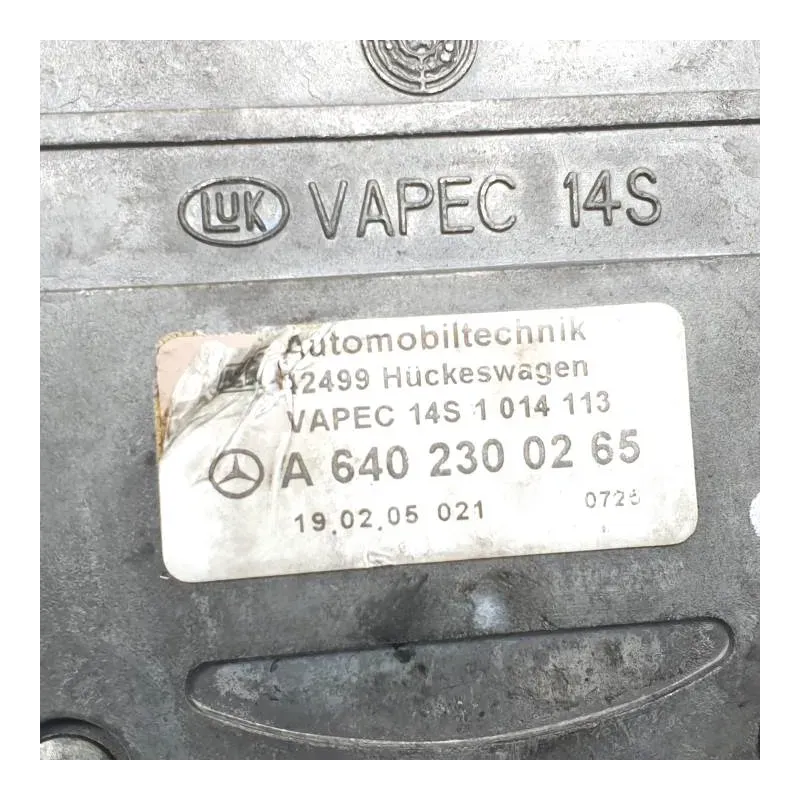 LUK VAPEC 14S
Automobiltechnik
42499 Hückeswagen
VAPEC 14S 1 014 113
A 640 230 02 65
19.02.05 021 0726